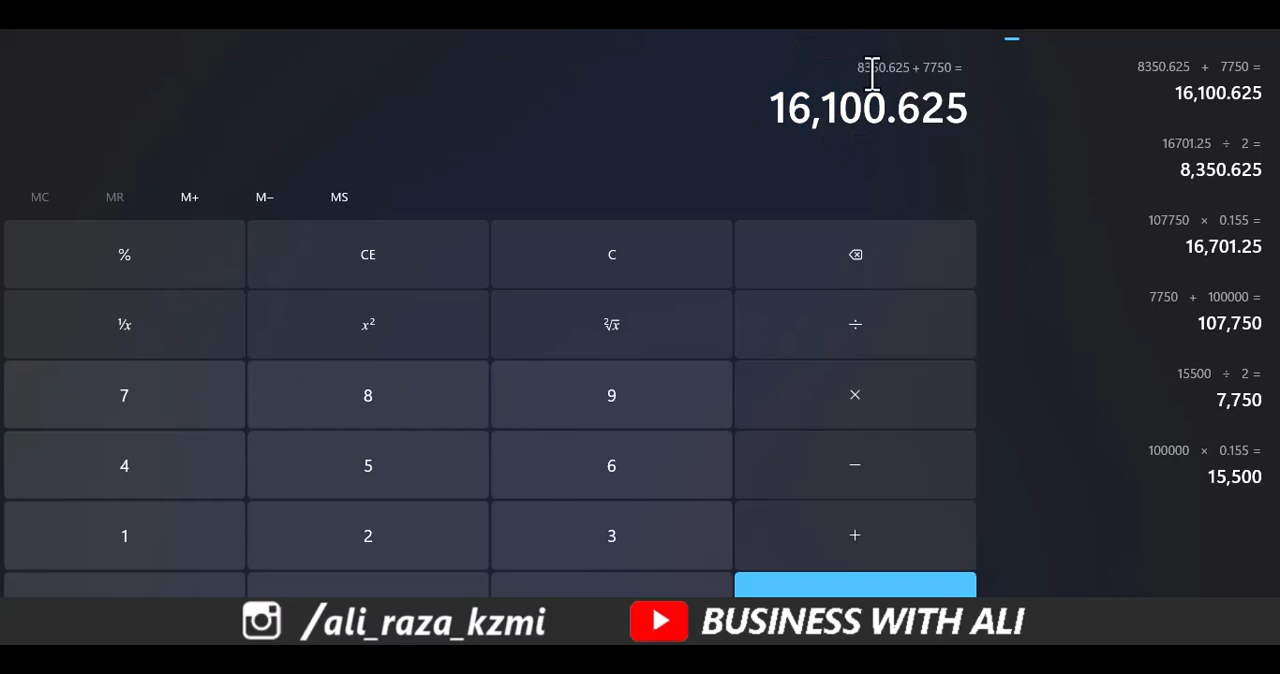 8350.625 + 7750 =
16,100.625
MC MR M+ M− MS
% CE C
⅟x x² ²√x ÷
7 8 9 ×
4 5 6 −
1 2 3 +
8350.625 + 7750 =
16,100.625
16701.25 ÷ 2 =
8,350.625
107750 × 0.155 =
16,701.25
7750 + 100000 =
107,750
15500 ÷ 2 =
7,750
100000 × 0.155 =
15,500
/ali_raza_kzmi BUSINESS WITH ALI